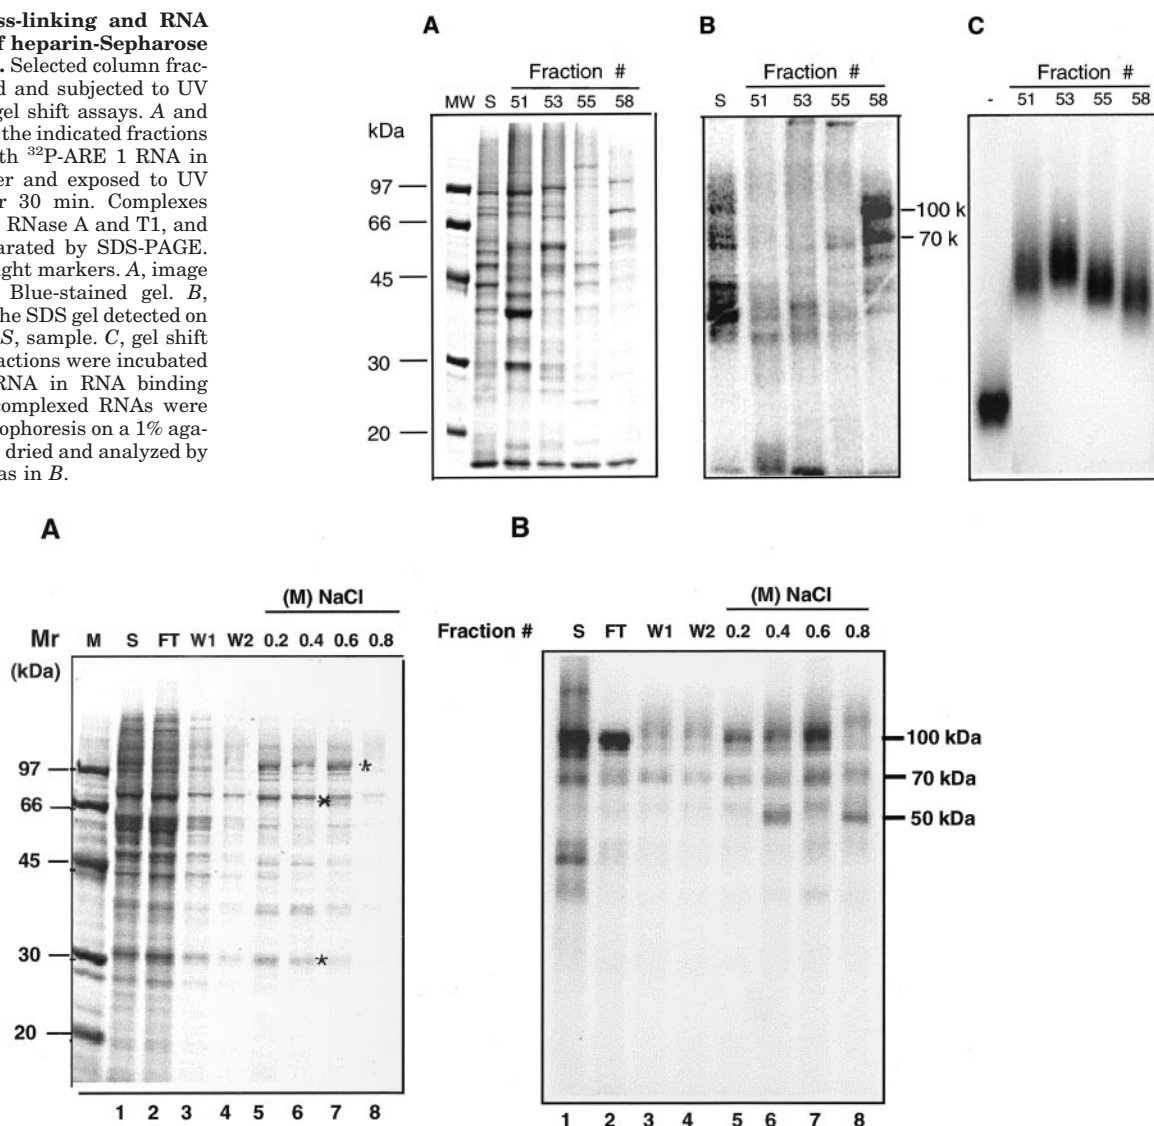 ss-linking and RNA
f heparin-Sepharose
. Selected column frac-
d and subjected to UV
gel shift assays. A and
the indicated fractions
th ³²P-ARE 1 RNA in
er and exposed to UV
r 30 min. Complexes
RNase A and T1, and
arated by SDS-PAGE.
ight markers. A, image
Blue-stained gel. B,
he SDS gel detected on
S, sample. C, gel shift
ractions were incubated
RNA in RNA binding
complexed RNAs were
ophoresis on a 1% aga-
dried and analyzed by
as in B.
A
Fraction #
MW S 51 53 55 58
kDa
97
66
45
30
20
B
Fraction #
S 51 53 55 58
100 k
70 k
C
Fraction #
- 51 53 55 58
A
(M) NaCl
Mr M S FT W1 W2 0.2 0.4 0.6 0.8
(kDa)
97
66
45
30
20
*
*
*
1 2 3 4 5 6 7 8
B
(M) NaCl
Fraction # S FT W1 W2 0.2 0.4 0.6 0.8
100 kDa
70 kDa
50 kDa
1 2 3 4 5 6 7 8